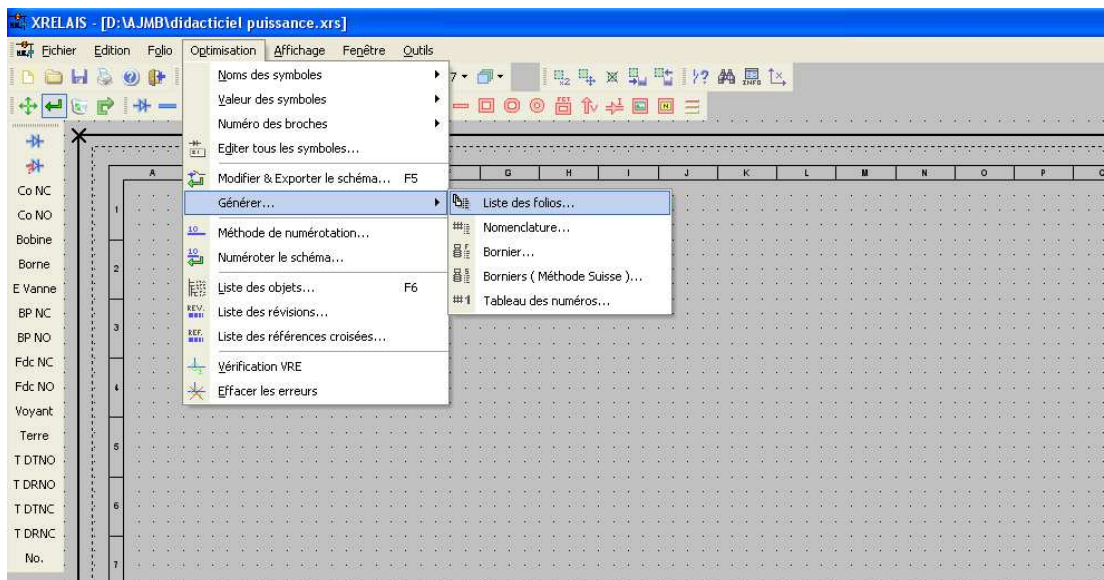 XRELAIS - [D:\AJMB\didacticiel puissance.xrs]
Fichier Edition Folio Optimisation Affichage Fenêtre Outils
Noms des symboles
Valeur des symboles
Numéro des broches
Editer tous les symboles...
Modifier & Exporter le schéma... F5
Générer...
Méthode de numérotation...
Numéroter le schéma...
Liste des objets... F6
Liste des révisions...
Liste des références croisées...
Vérification VRE
Effacer les erreurs
Liste des folios...
Nomenclature...
Bornier...
Borniers ( Méthode Suisse )...
Tableau des numéros...
Co NC
Co NO
Bobine
Borne
E Vanne
BP NC
BP NO
Fdc NC
Fdc NO
Voyant
Terre
T DTNO
T DRNO
T DTNC
T DRNC
No.
A G H I J K L M N O P
1
2
3
4
5
6
7